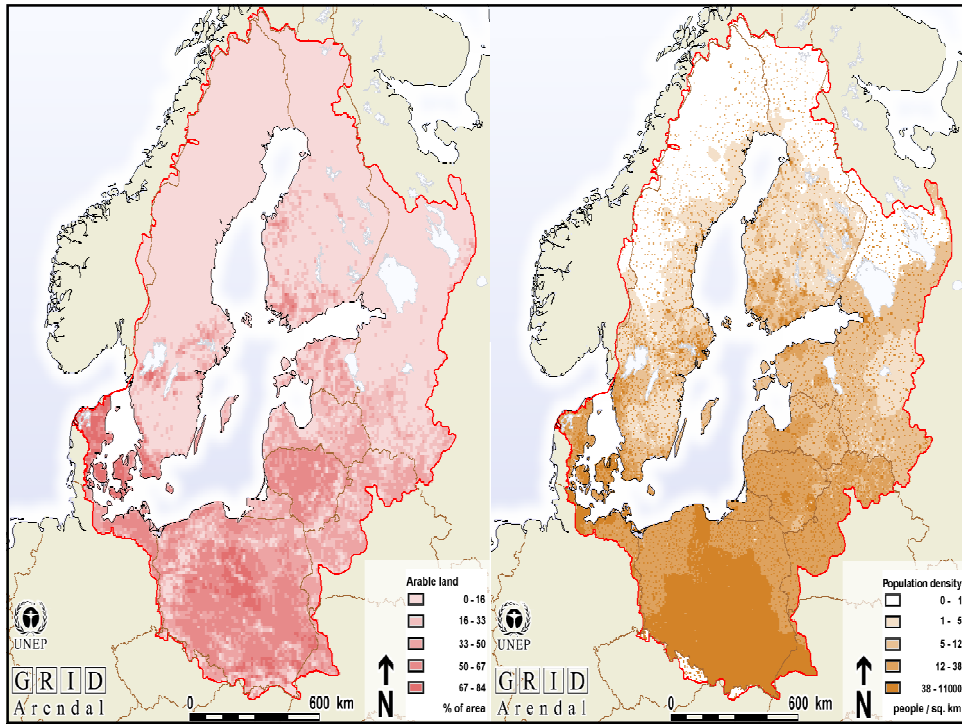 Arable land
0 - 16
16 - 33
33 - 50
50 - 67
67 - 84
% of area
UNEP
GRID
Arendal
N
0 600 km
Population density
0 - 1
1 - 5
5 - 12
12 - 38
38 - 11000
people / sq. km
UNEP
GRID
Arendal
N
0 600 km